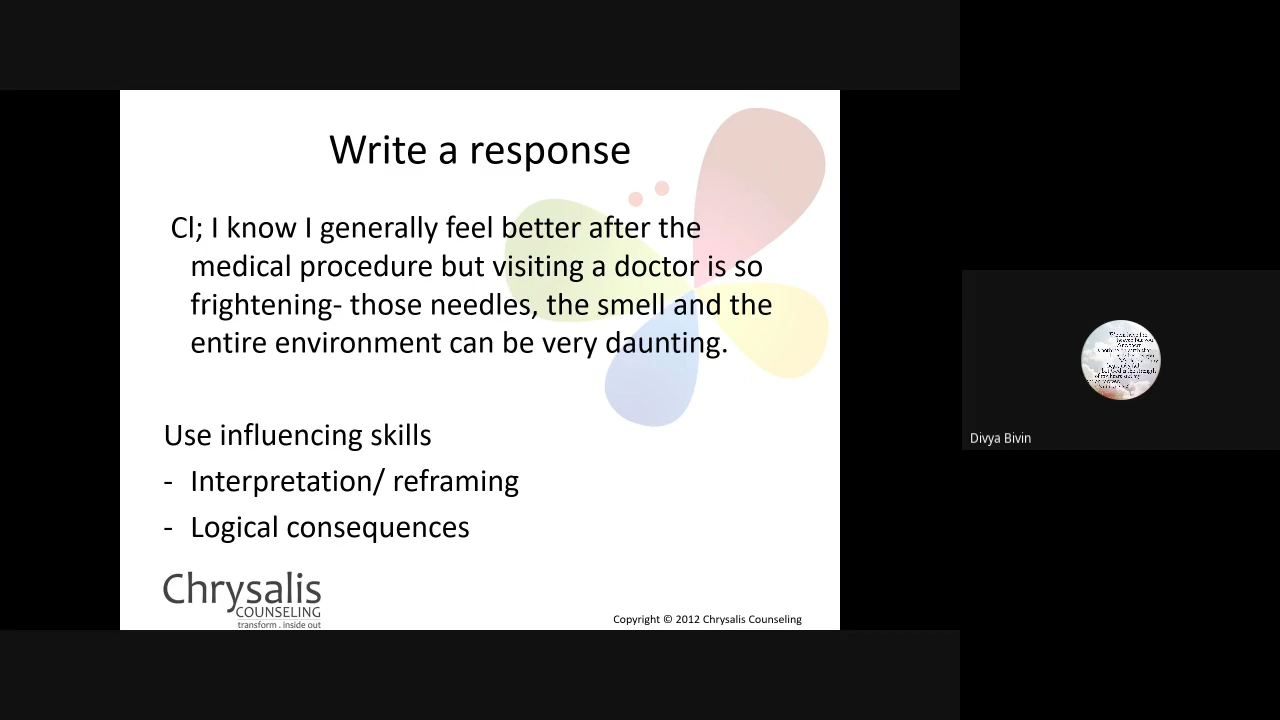 Write a response
Cl; I know I generally feel better after the
medical procedure but visiting a doctor is so
frightening- those needles, the smell and the
entire environment can be very daunting.
Use influencing skills
- Interpretation/ reframing
- Logical consequences
Chrysalis
COUNSELING
transform . inside out
Copyright © 2012 Chrysalis Counseling
Divya Bivin